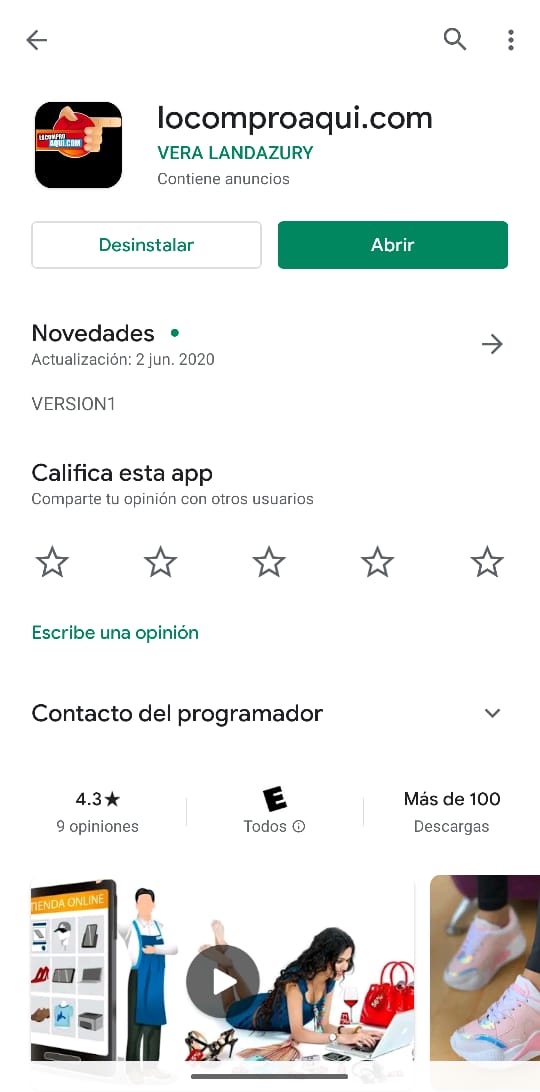 locomproaqui.com
LOCOMPRO
AQUI.COM
VERA LANDAZURY
Contiene anuncios
Desinstalar
Abrir
Novedades
Actualización: 2 jun. 2020
VERSION1
Califica esta app
Comparte tu opinión con otros usuarios
Escribe una opinión
Contacto del programador
4.3★
9 opiniones
E
Todos
Más de 100
Descargas
TIENDA ONLINE